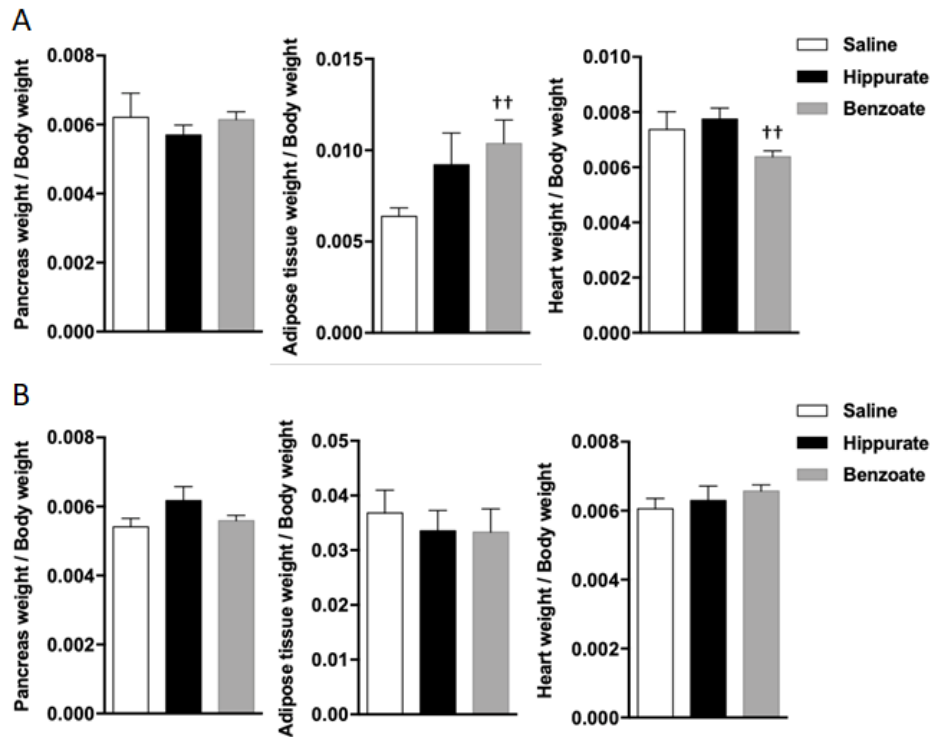 A
Pancreas weight / Body weight
0.008
0.006
0.004
0.002
0.000
Adipose tissue weight / Body weight
0.015
0.010
0.005
0.000
††
Heart weight / Body weight
0.010
0.008
0.006
0.004
0.002
0.000
††
Saline
Hippurate
Benzoate
B
Pancreas weight / Body weight
0.008
0.006
0.004
0.002
0.000
Adipose tissue weight / Body weight
0.05
0.04
0.03
0.02
0.01
0.00
Heart weight / Body weight
0.008
0.006
0.004
0.002
0.000
Saline
Hippurate
Benzoate